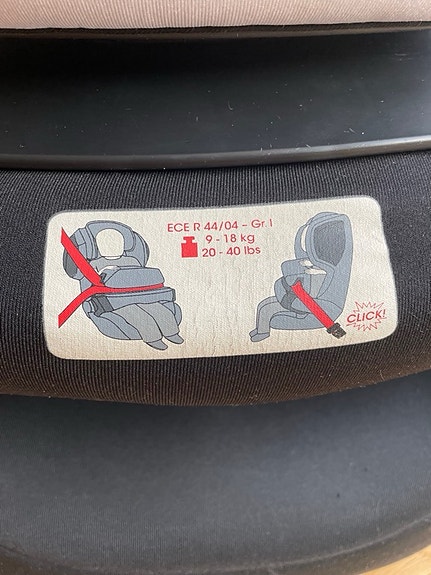 ECE R 44/04 – Gr. I
9 - 18 kg
20 - 40 lbs
CLICK!